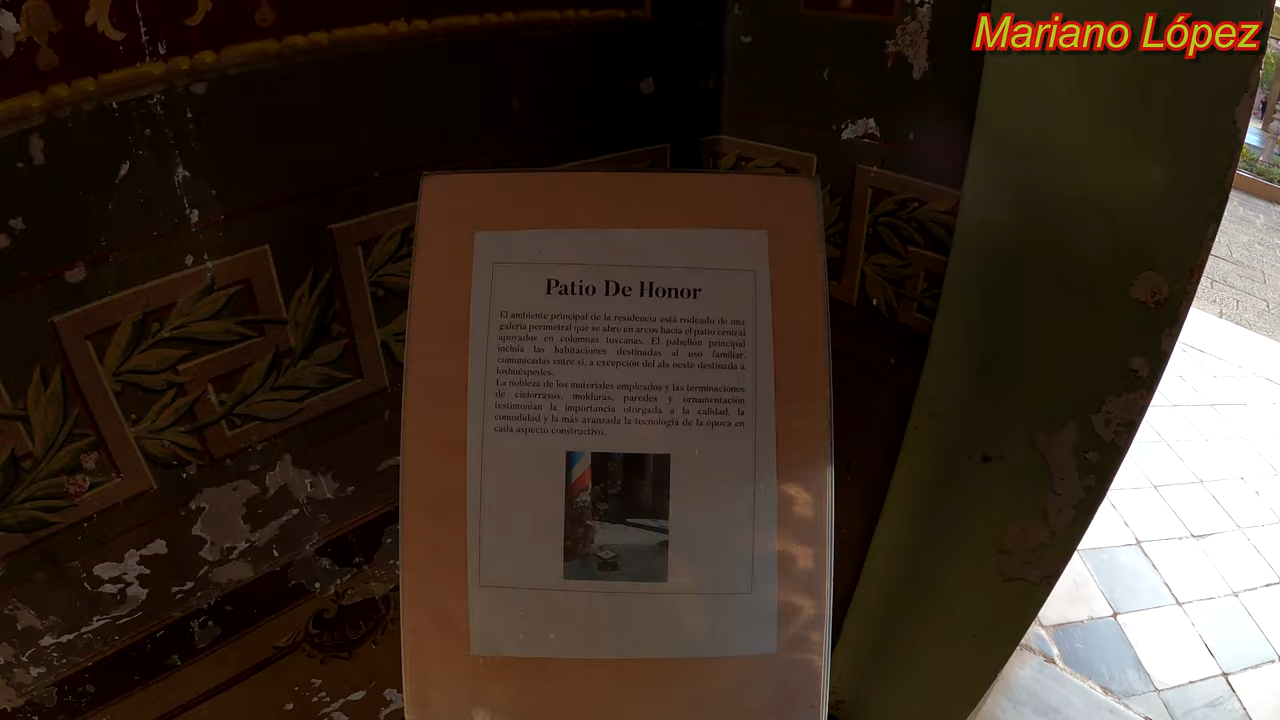 Mariano López
Patio De Honor
El ambiente principal de la residencia está rodeado de una
galería perimetral que se abre en arcos hacia el patio central
apoyados en columnas toscanas. El pabellón principal
incluía las habitaciones destinadas al uso familiar,
comunicadas entre si, a excepción del ala oeste destinada a
loshuéspedes.
La nobleza de los materiales empleados y las terminaciones
de cielorrasos, molduras, paredes y ornamentación
testimonian la importancia otorgada a la calidad, la
comodidad y la más avanzada la tecnología de la época en
cada aspecto constructivo.